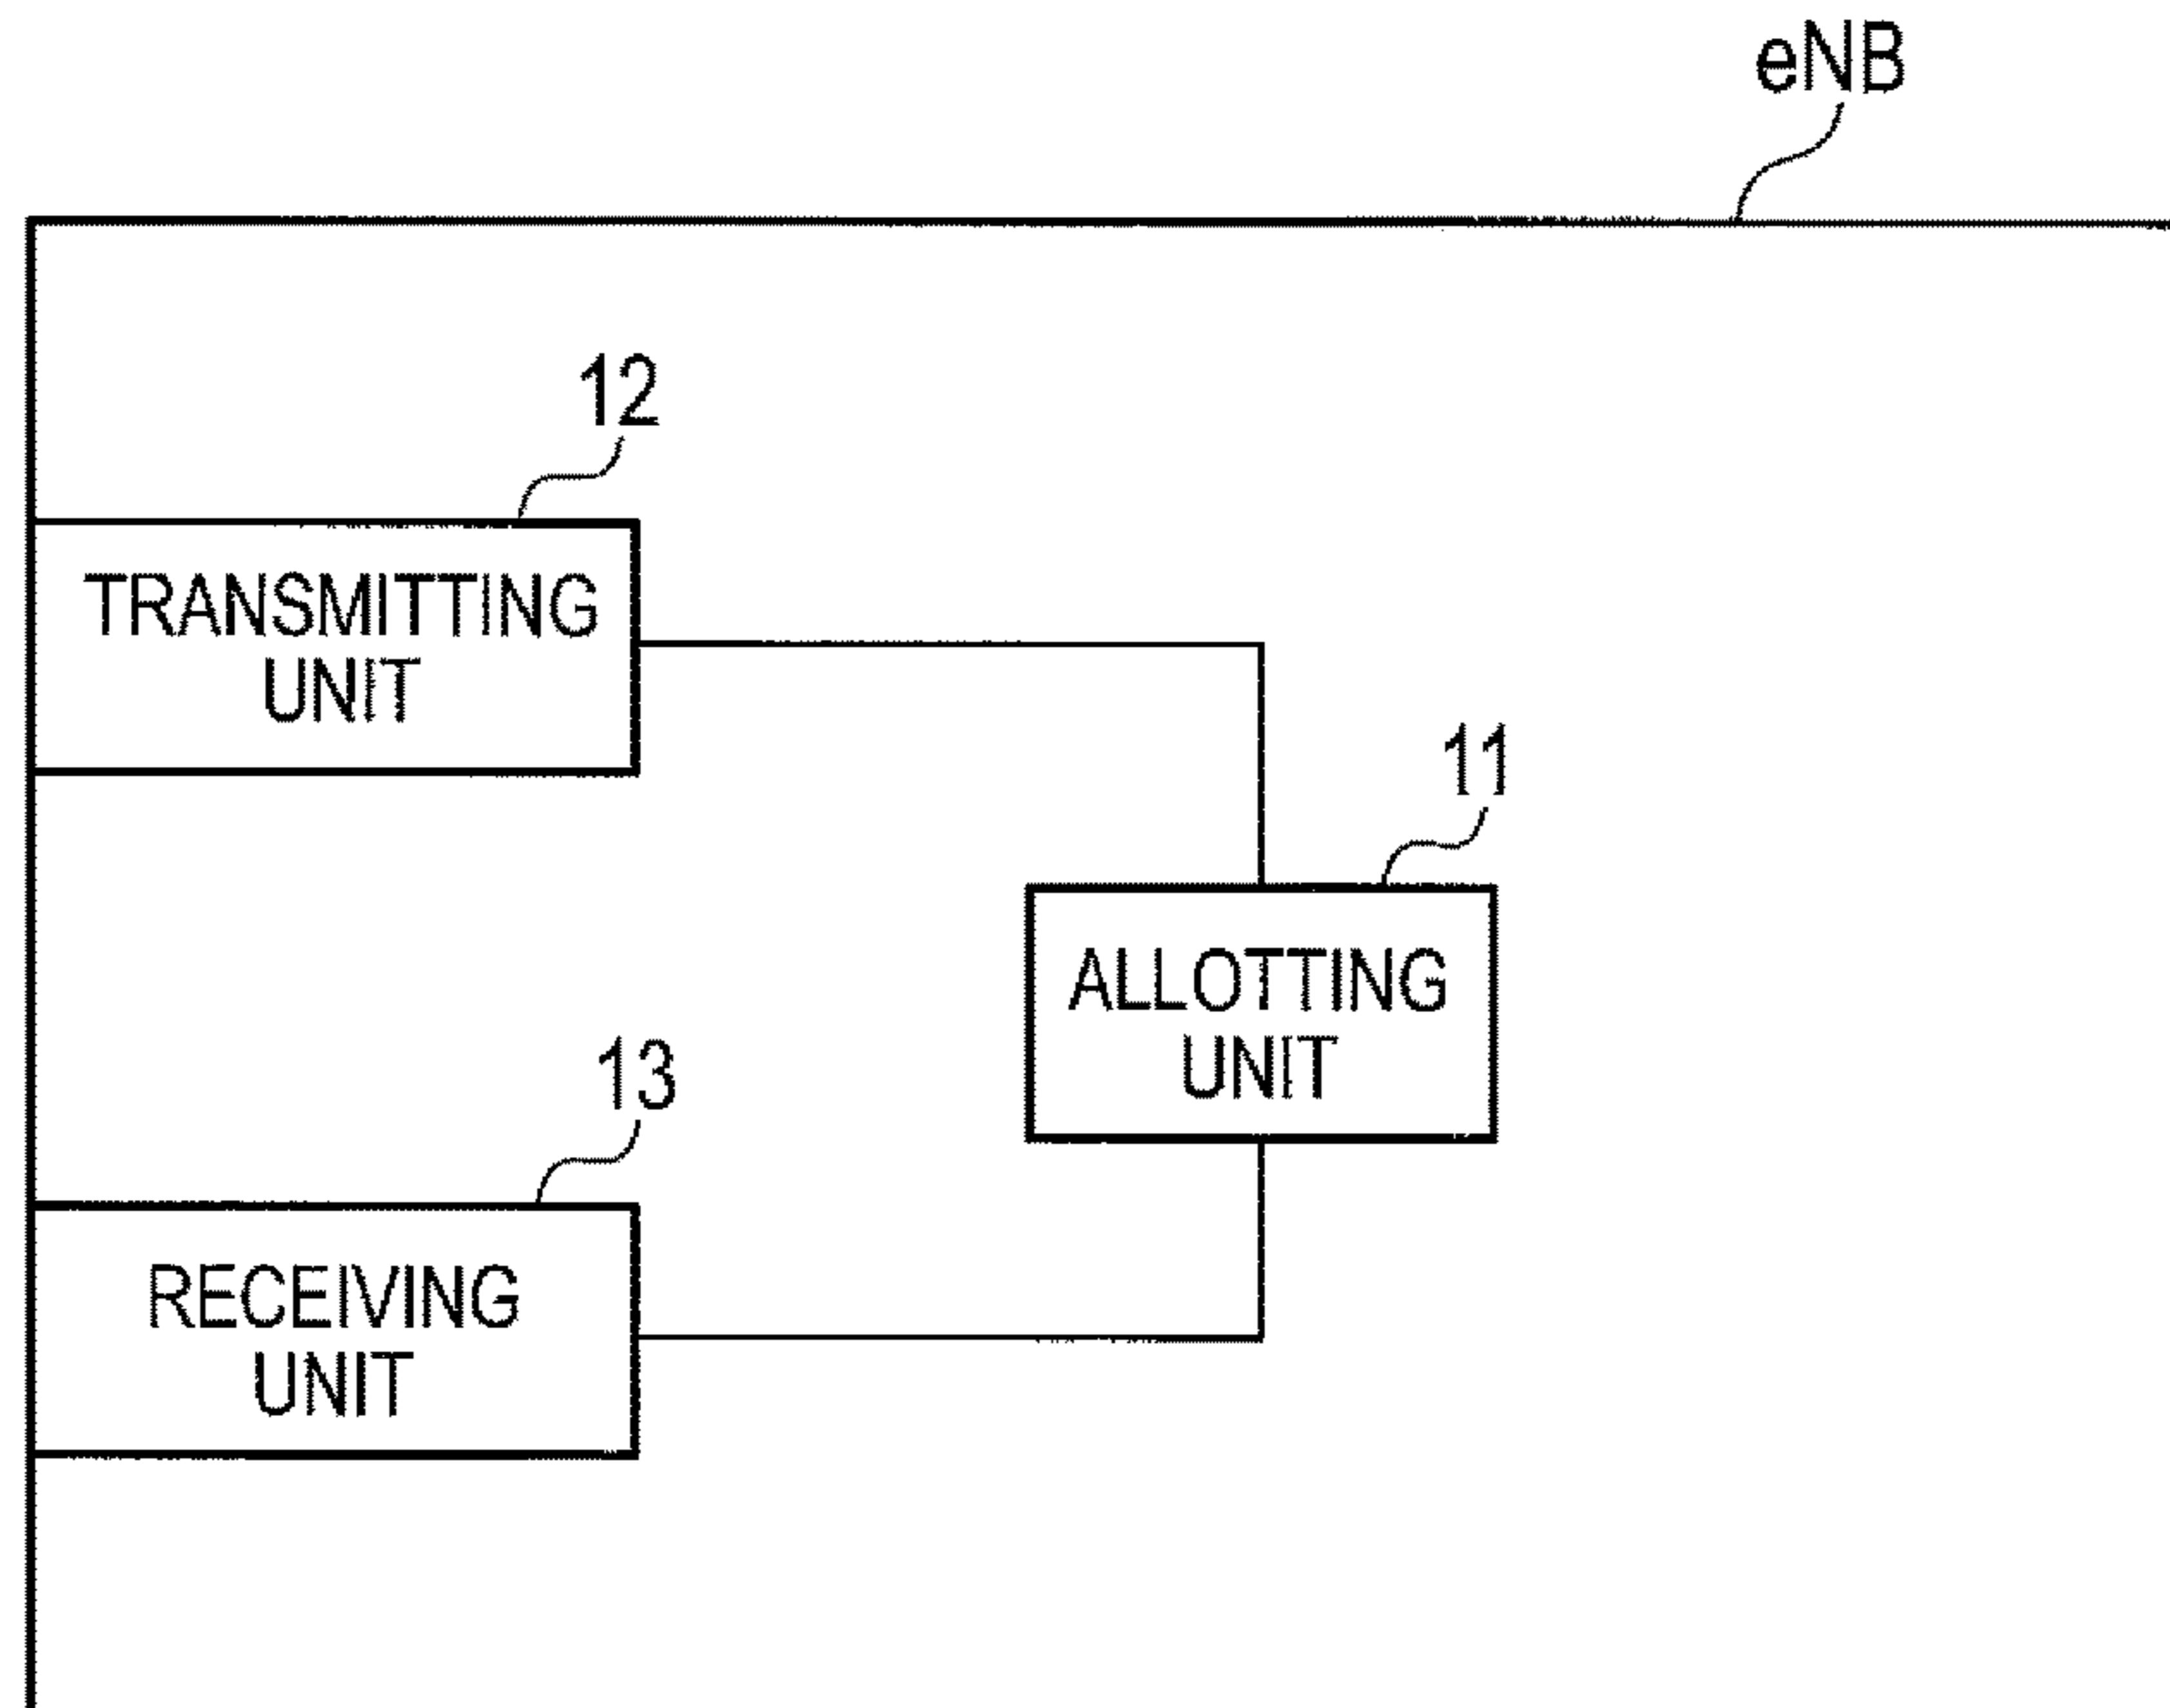 eNB
12
TRANSMITTING
UNIT
11
ALLOTTING
UNIT
13
RECEIVING
UNIT